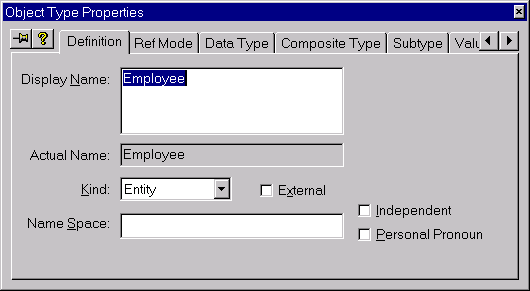 Object Type Properties
Definition Ref Mode Data Type Composite Type Subtype Valu
Display Name: Employee
Actual Name: Employee
Kind: Entity External
Independent
Name Space:
Personal Pronoun